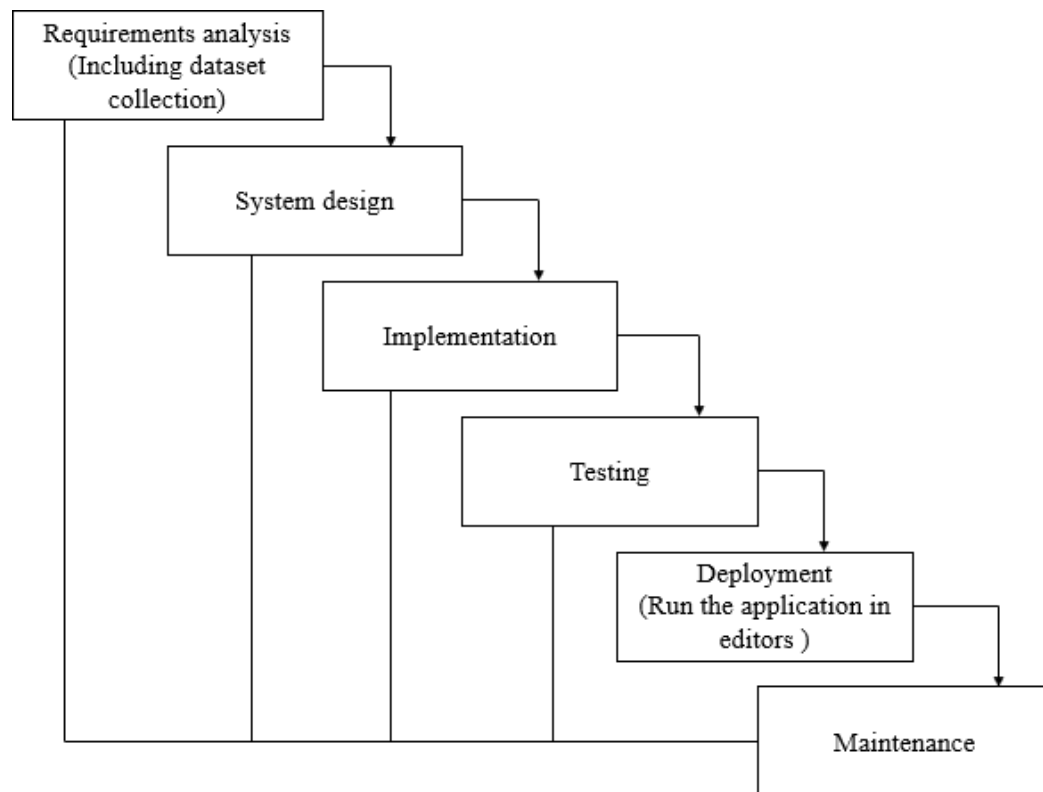 Requirements analysis
(Including dataset
collection)
System design
Implementation
Testing
Deployment
(Run the application in
editors )
Maintenance